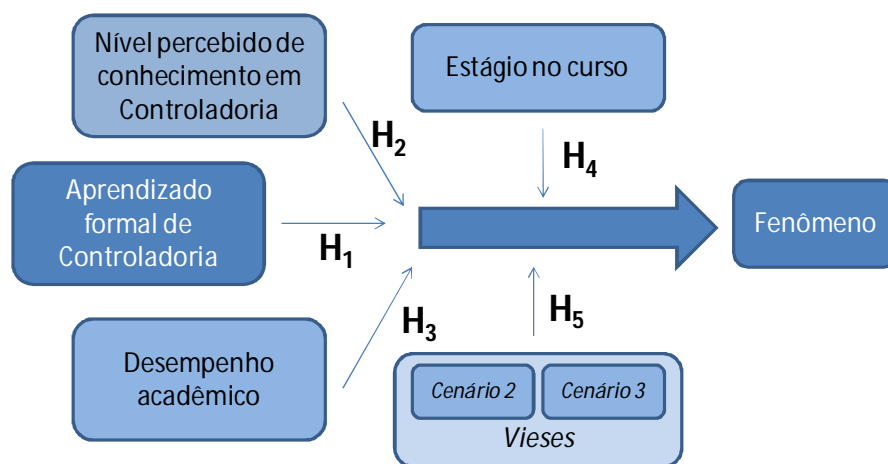 Nível percebido de
conhecimento em
Controladoria
Estágio no curso
H2
H4
Aprendizado
formal de
Controladoria
H1
Fenômeno
H3
H5
Desempenho
acadêmico
Cenário 2
Cenário 3
Vieses